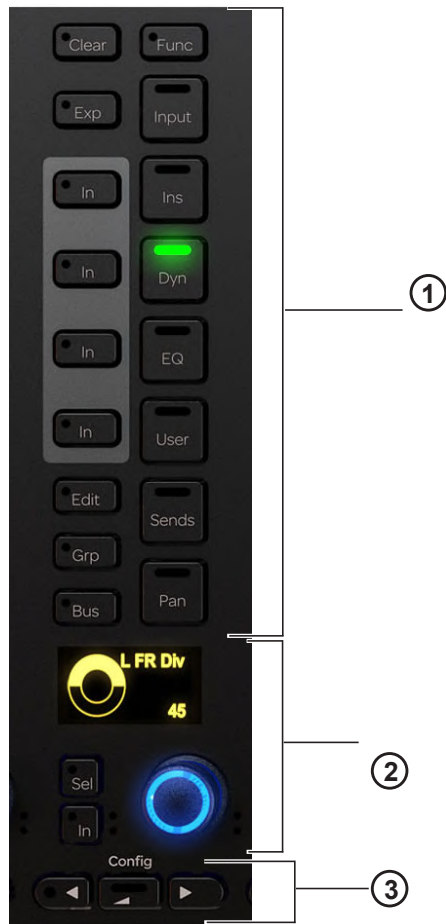 Clear Func
Exp Input
In Ins
In Dyn
In EQ
In User
Edit
Sends
Grp
Pan
Bus
1
L FR Div
45
Sel
In
2
Config
3